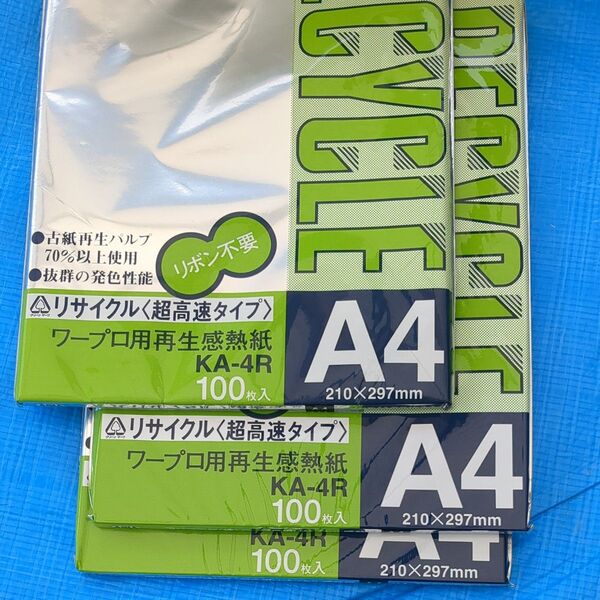 RECYCLE
●古紙再生パルプ
70%以上使用
●抜群の発色性能
リボン不要
リサイクル〈超高速タイプ〉
ワープロ用再生感熱紙
KA-4R
100枚入
A4
210×297mm
RECYCLE
リサイクル〈超高速タイプ〉
ワープロ用再生感熱紙
KA-4R
100枚入
A4
210×297mm
KA-4R
100枚入
A4
210×297mm